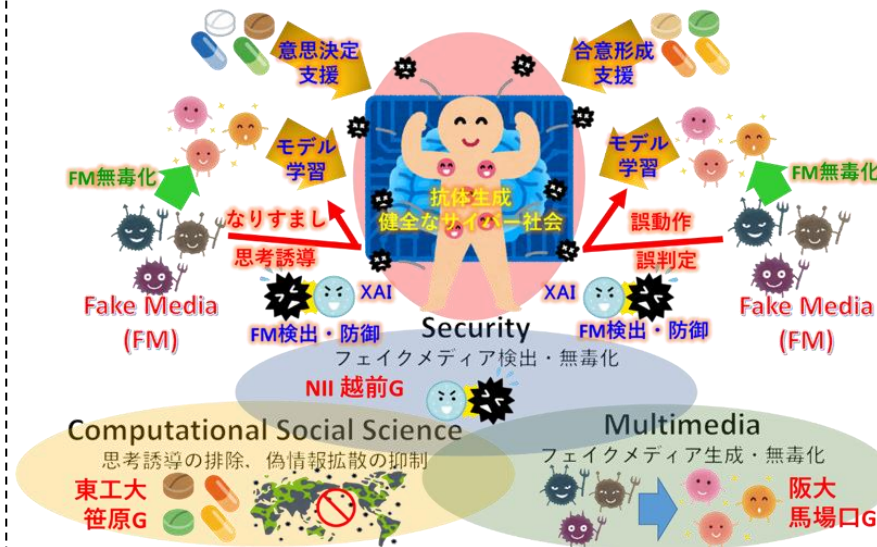 意思決定
支援
合意形成
支援
モデル
学習
モデル
学習
FM無毒化
FM無毒化
抗体生成
健全なサイバー社会
なりすまし
思考誘導
誤動作
誤判定
XAI
XAI
Fake Media
(FM)
Fake Media
(FM)
FM検出・防御
FM検出・防御
Security
フェイクメディア検出・無毒化
NII 越前G
Computational Social Science
思考誘導の排除，偽情報拡散の抑制
東工大
笹原G
Multimedia
フェイクメディア生成・無毒化
阪大
馬場口G